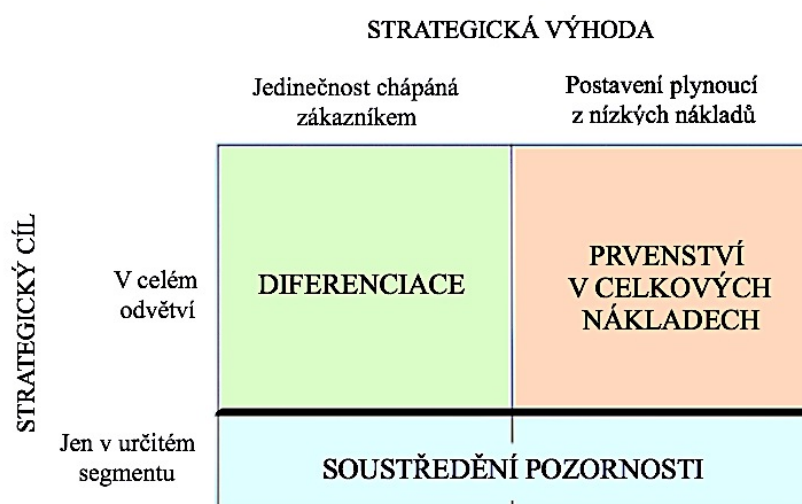 STRATEGICKÁ VÝHODA
Jedinečnost chápáná
zákazníkem
Postavení plynoucí
z nízkých nákladů
STRATEGICKÝ CÍL
V celém
odvětví
DIFERENCIACE
PRVENSTVÍ
V CELKOVÝCH
NÁKLADECH
Jen v určitém
segmentu
SOUSTŘEDĚNÍ POZORNOSTI